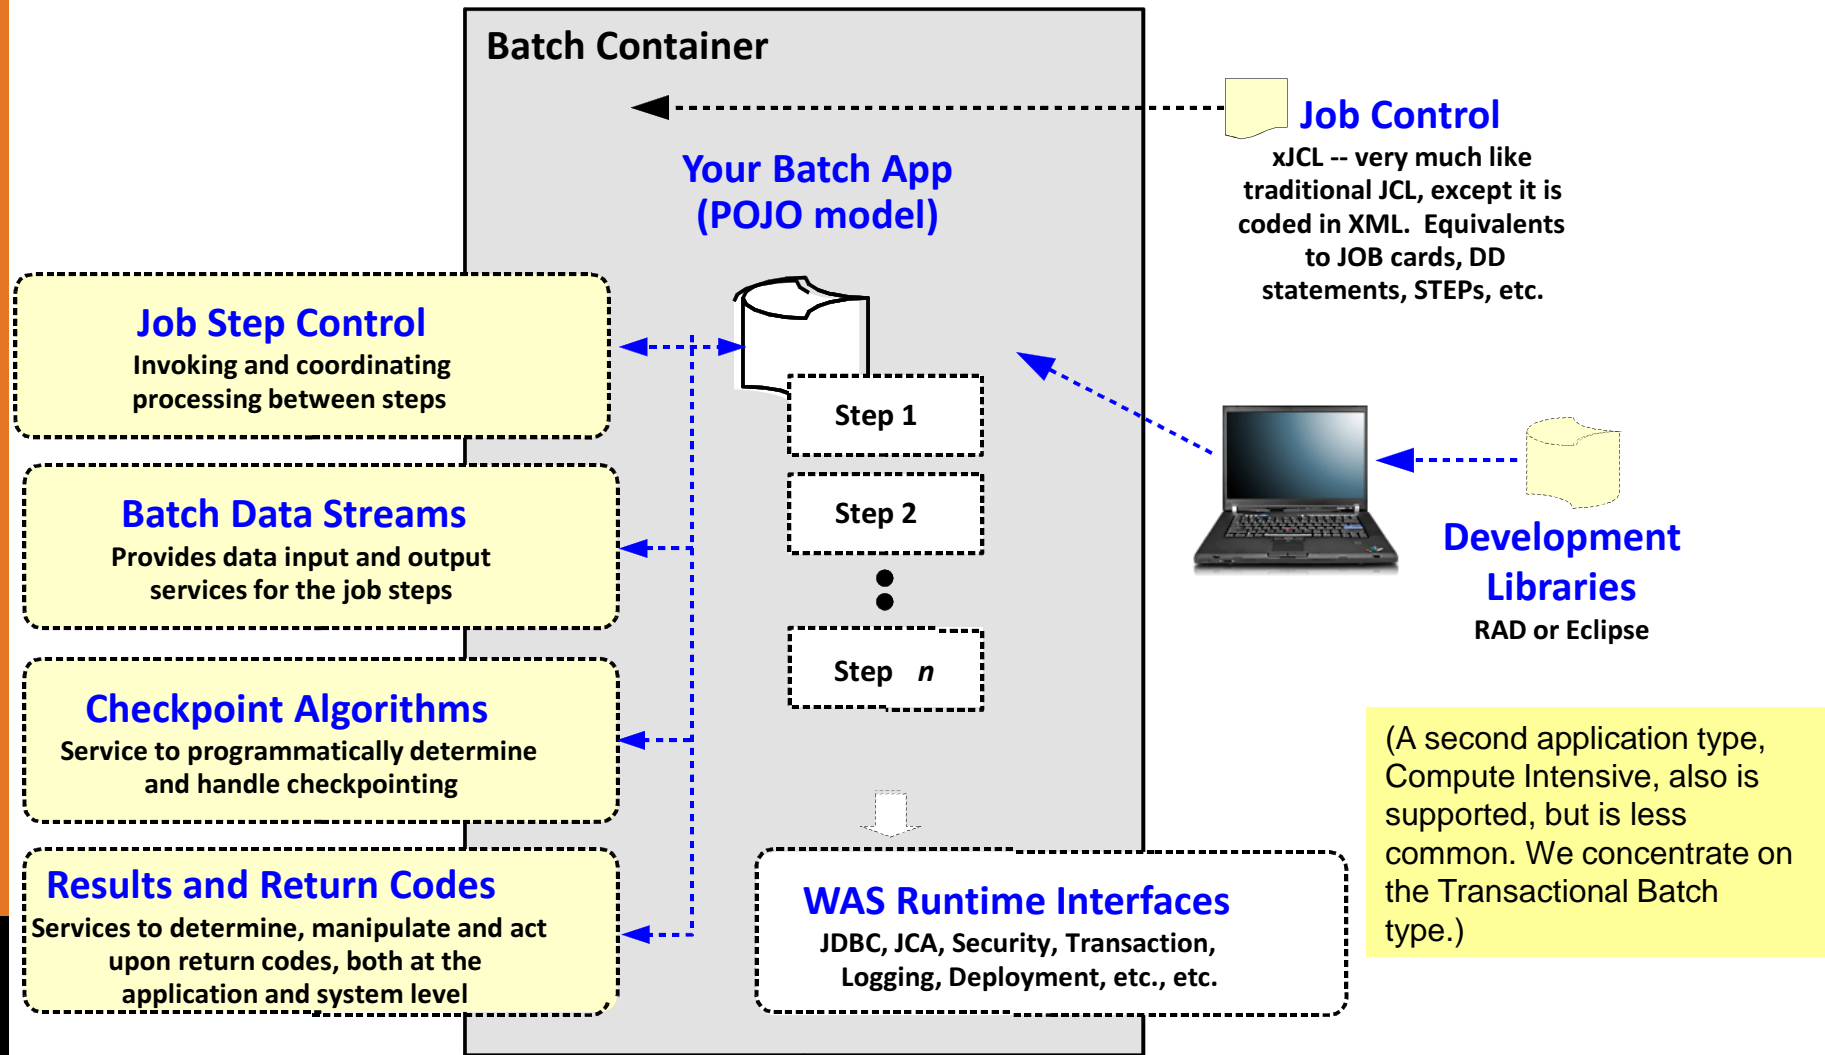 Batch Container
Your Batch App
(POJO model)
Job Control
xJCL -- very much like
traditional JCL, except it is
coded in XML.  Equivalents
to JOB cards, DD
statements, STEPs, etc.
Job Step Control
Invoking and coordinating
processing between steps
Batch Data Streams
Provides data input and output
services for the job steps
Checkpoint Algorithms
Service to programmatically determine
and handle checkpointing
Results and Return Codes
Services to determine, manipulate and act
upon return codes, both at the
application and system level
Step 1
Step 2
Step n
WAS Runtime Interfaces
JDBC, JCA, Security, Transaction,
Logging, Deployment, etc., etc.
Development
Libraries
RAD or Eclipse
(A second application type,
Compute Intensive, also is
supported, but is less
common. We concentrate on
the Transactional Batch
type.)